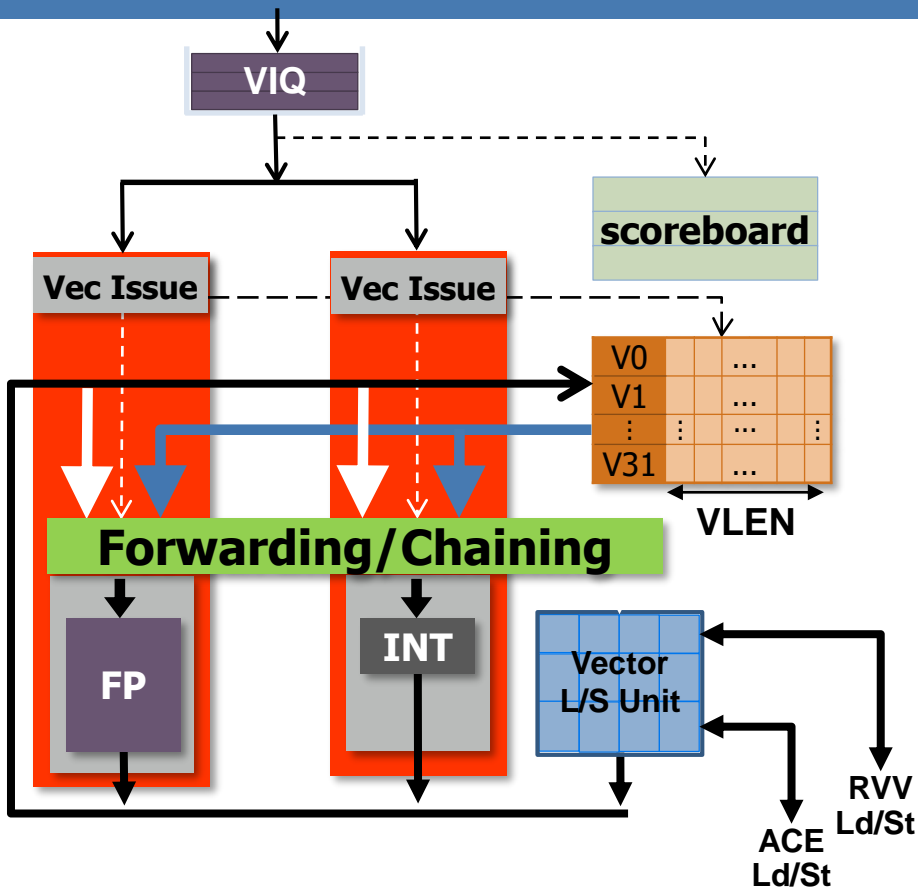 VIQ
scoreboard
Vec Issue
Vec Issue
V0 ...
V1 ...
⋮ ⋮ ... ⋮
V31 ...
VLEN
Forwarding/Chaining
FP
INT
Vector
L/S Unit
RVV
Ld/St
ACE
Ld/St